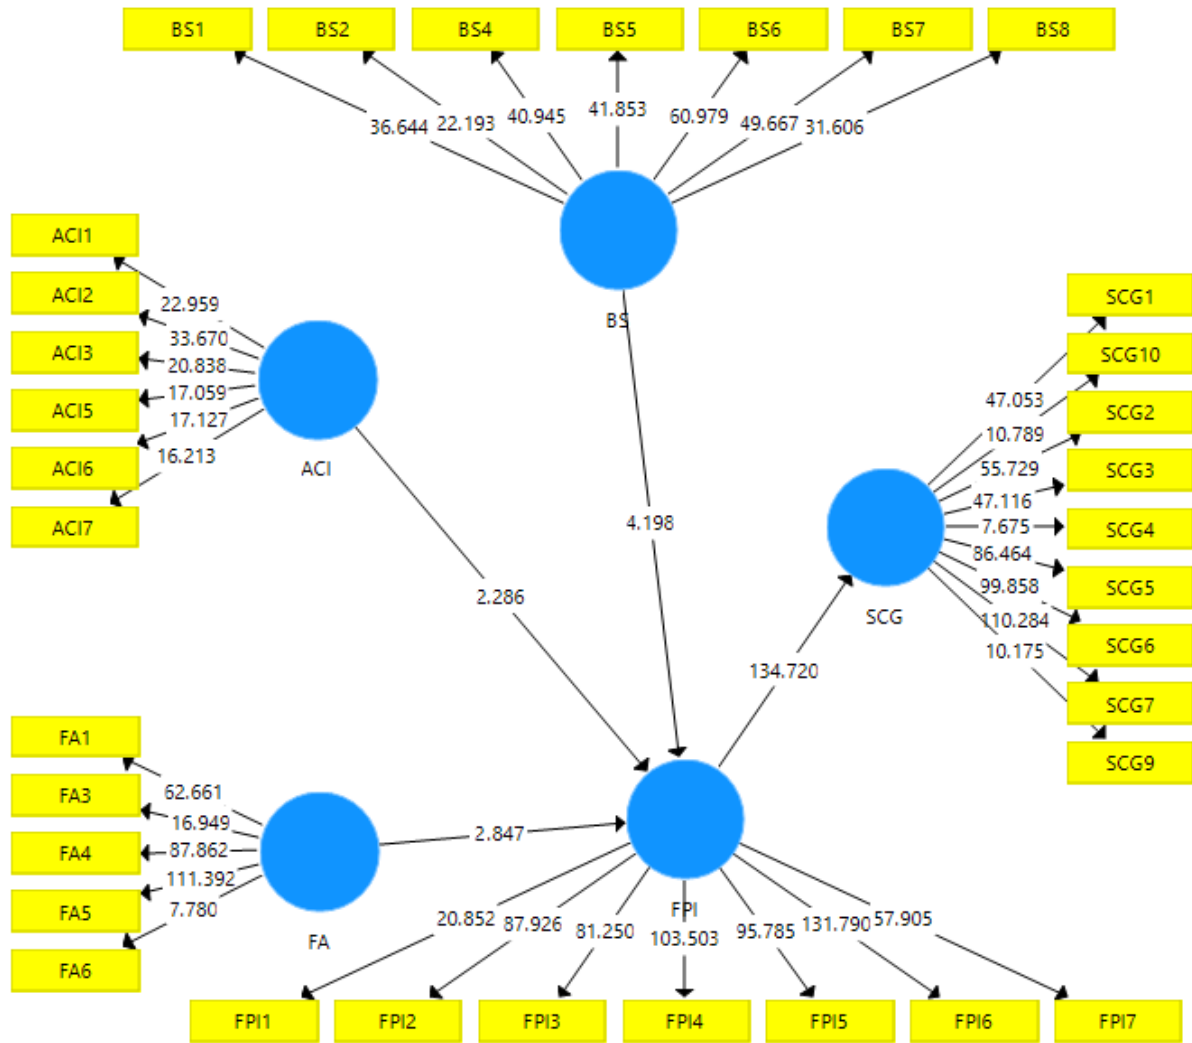 BS1 BS2 BS4 BS5 BS6 BS7 BS8
36.644 22.193 40.945 41.853 60.979 49.667 31.606
BS
ACI1
ACI2
ACI3
ACI5
ACI6
ACI7
22.959
33.670
20.838
17.059
17.127
16.213
ACI
SCG1
SCG10
SCG2
SCG3
SCG4
SCG5
SCG6
SCG7
SCG9
47.053
10.789
55.729
47.116
7.675
86.464
99.858
110.284
10.175
SCG
4.198
2.286
134.720
2.847
FA1
FA3
FA4
FA5
FA6
62.661
16.949
87.862
111.392
7.780
FA
FPI
20.852 87.926 81.250 103.503 95.785 131.790 57.905
FPI1 FPI2 FPI3 FPI4 FPI5 FPI6 FPI7